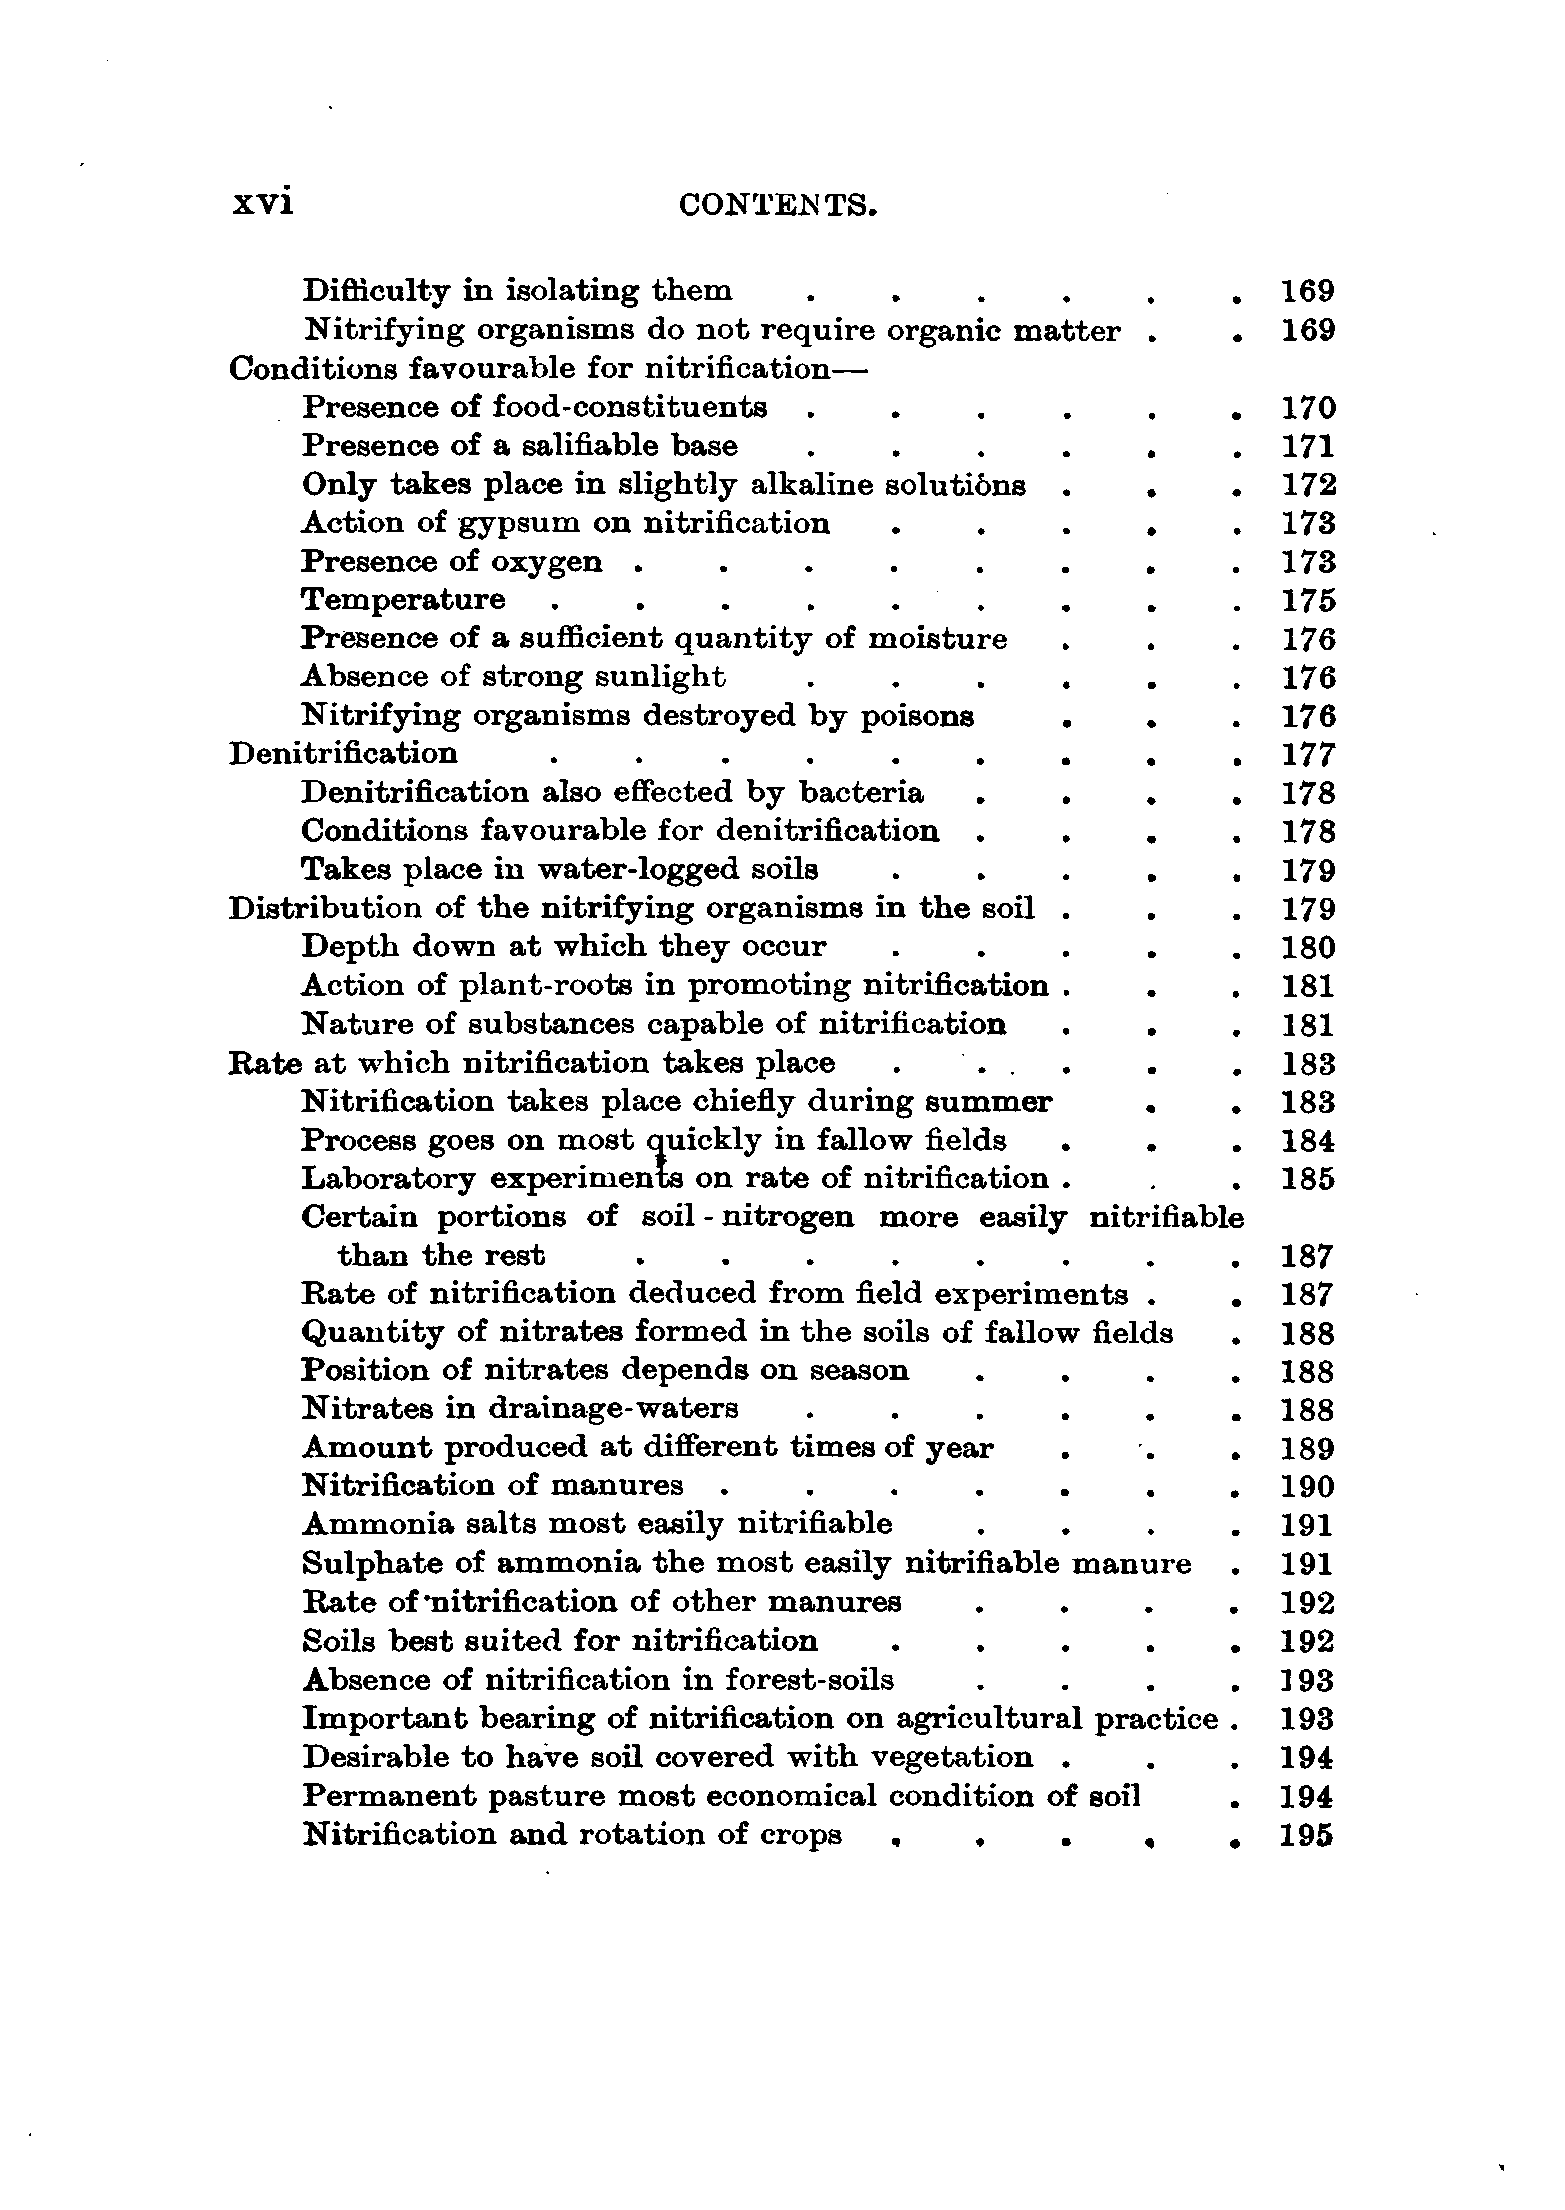 xvi CONTENTS.
Difficulty in isolating them . . . . . . 169
Nitrifying organisms do not require organic matter . . 169
Conditions favourable for nitrification—
Presence of food-constituents . . . . . . 170
Presence of a salifiable base . . . . . . 171
Only takes place in slightly alkaline solutions . . . 172
Action of gypsum on nitrification . . . . . 173
Presence of oxygen . . . . . . . . 173
Temperature . . . . . . . . . 175
Presence of a sufficient quantity of moisture . . . 176
Absence of strong sunlight . . . . . . 176
Nitrifying organisms destroyed by poisons . . . 176
Denitrification . . . . . . . . . 177
Denitrification also effected by bacteria . . . . 178
Conditions favourable for denitrification . . . . 178
Takes place in water-logged soils . . . . . 179
Distribution of the nitrifying organisms in the soil . . . 179
Depth down at which they occur . . . . . 180
Action of plant-roots in promoting nitrification . . . 181
Nature of substances capable of nitrification . . . 181
Rate at which nitrification takes place . . . . . 183
Nitrification takes place chiefly during summer . . 183
Process goes on most quickly in fallow fields . . . 184
Laboratory experiments on rate of nitrification . . . 185
Certain portions of soil-nitrogen more easily nitrifiable
than the rest . . . . . . . . 187
Rate of nitrification deduced from field experiments . . 187
Quantity of nitrates formed in the soils of fallow fields . 188
Position of nitrates depends on season . . . . 188
Nitrates in drainage-waters . . . . . . 188
Amount produced at different times of year . . . 189
Nitrification of manures . . . . . . . 190
Ammonia salts most easily nitrifiable . . . . 191
Sulphate of ammonia the most easily nitrifiable manure . 191
Rate of nitrification of other manures . . . . 192
Soils best suited for nitrification . . . . . 192
Absence of nitrification in forest-soils . . . . 193
Important bearing of nitrification on agricultural practice . 193
Desirable to have soil covered with vegetation . . . 194
Permanent pasture most economical condition of soil . 194
Nitrification and rotation of crops . . . . . 195